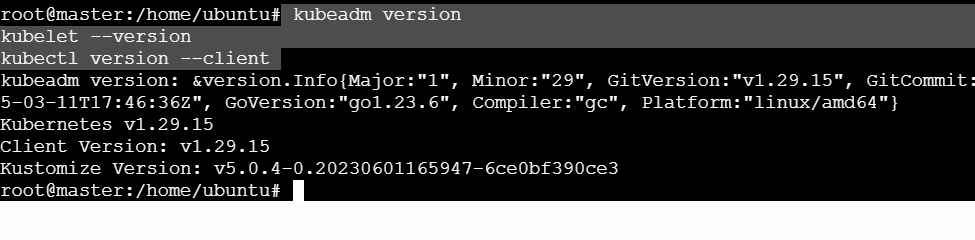 root@master:/home/ubuntu# kubeadm version
kubelet --version
kubectl version --client
kubeadm version: &version.Info{Major:"1", Minor:"29", GitVersion:"v1.29.15", GitCommit:
5-03-11T17:46:36Z", GoVersion:"go1.23.6", Compiler:"gc", Platform:"linux/amd64"}
Kubernetes v1.29.15
Client Version: v1.29.15
Kustomize Version: v5.0.4-0.20230601165947-6ce0bf390ce3
root@master:/home/ubuntu#